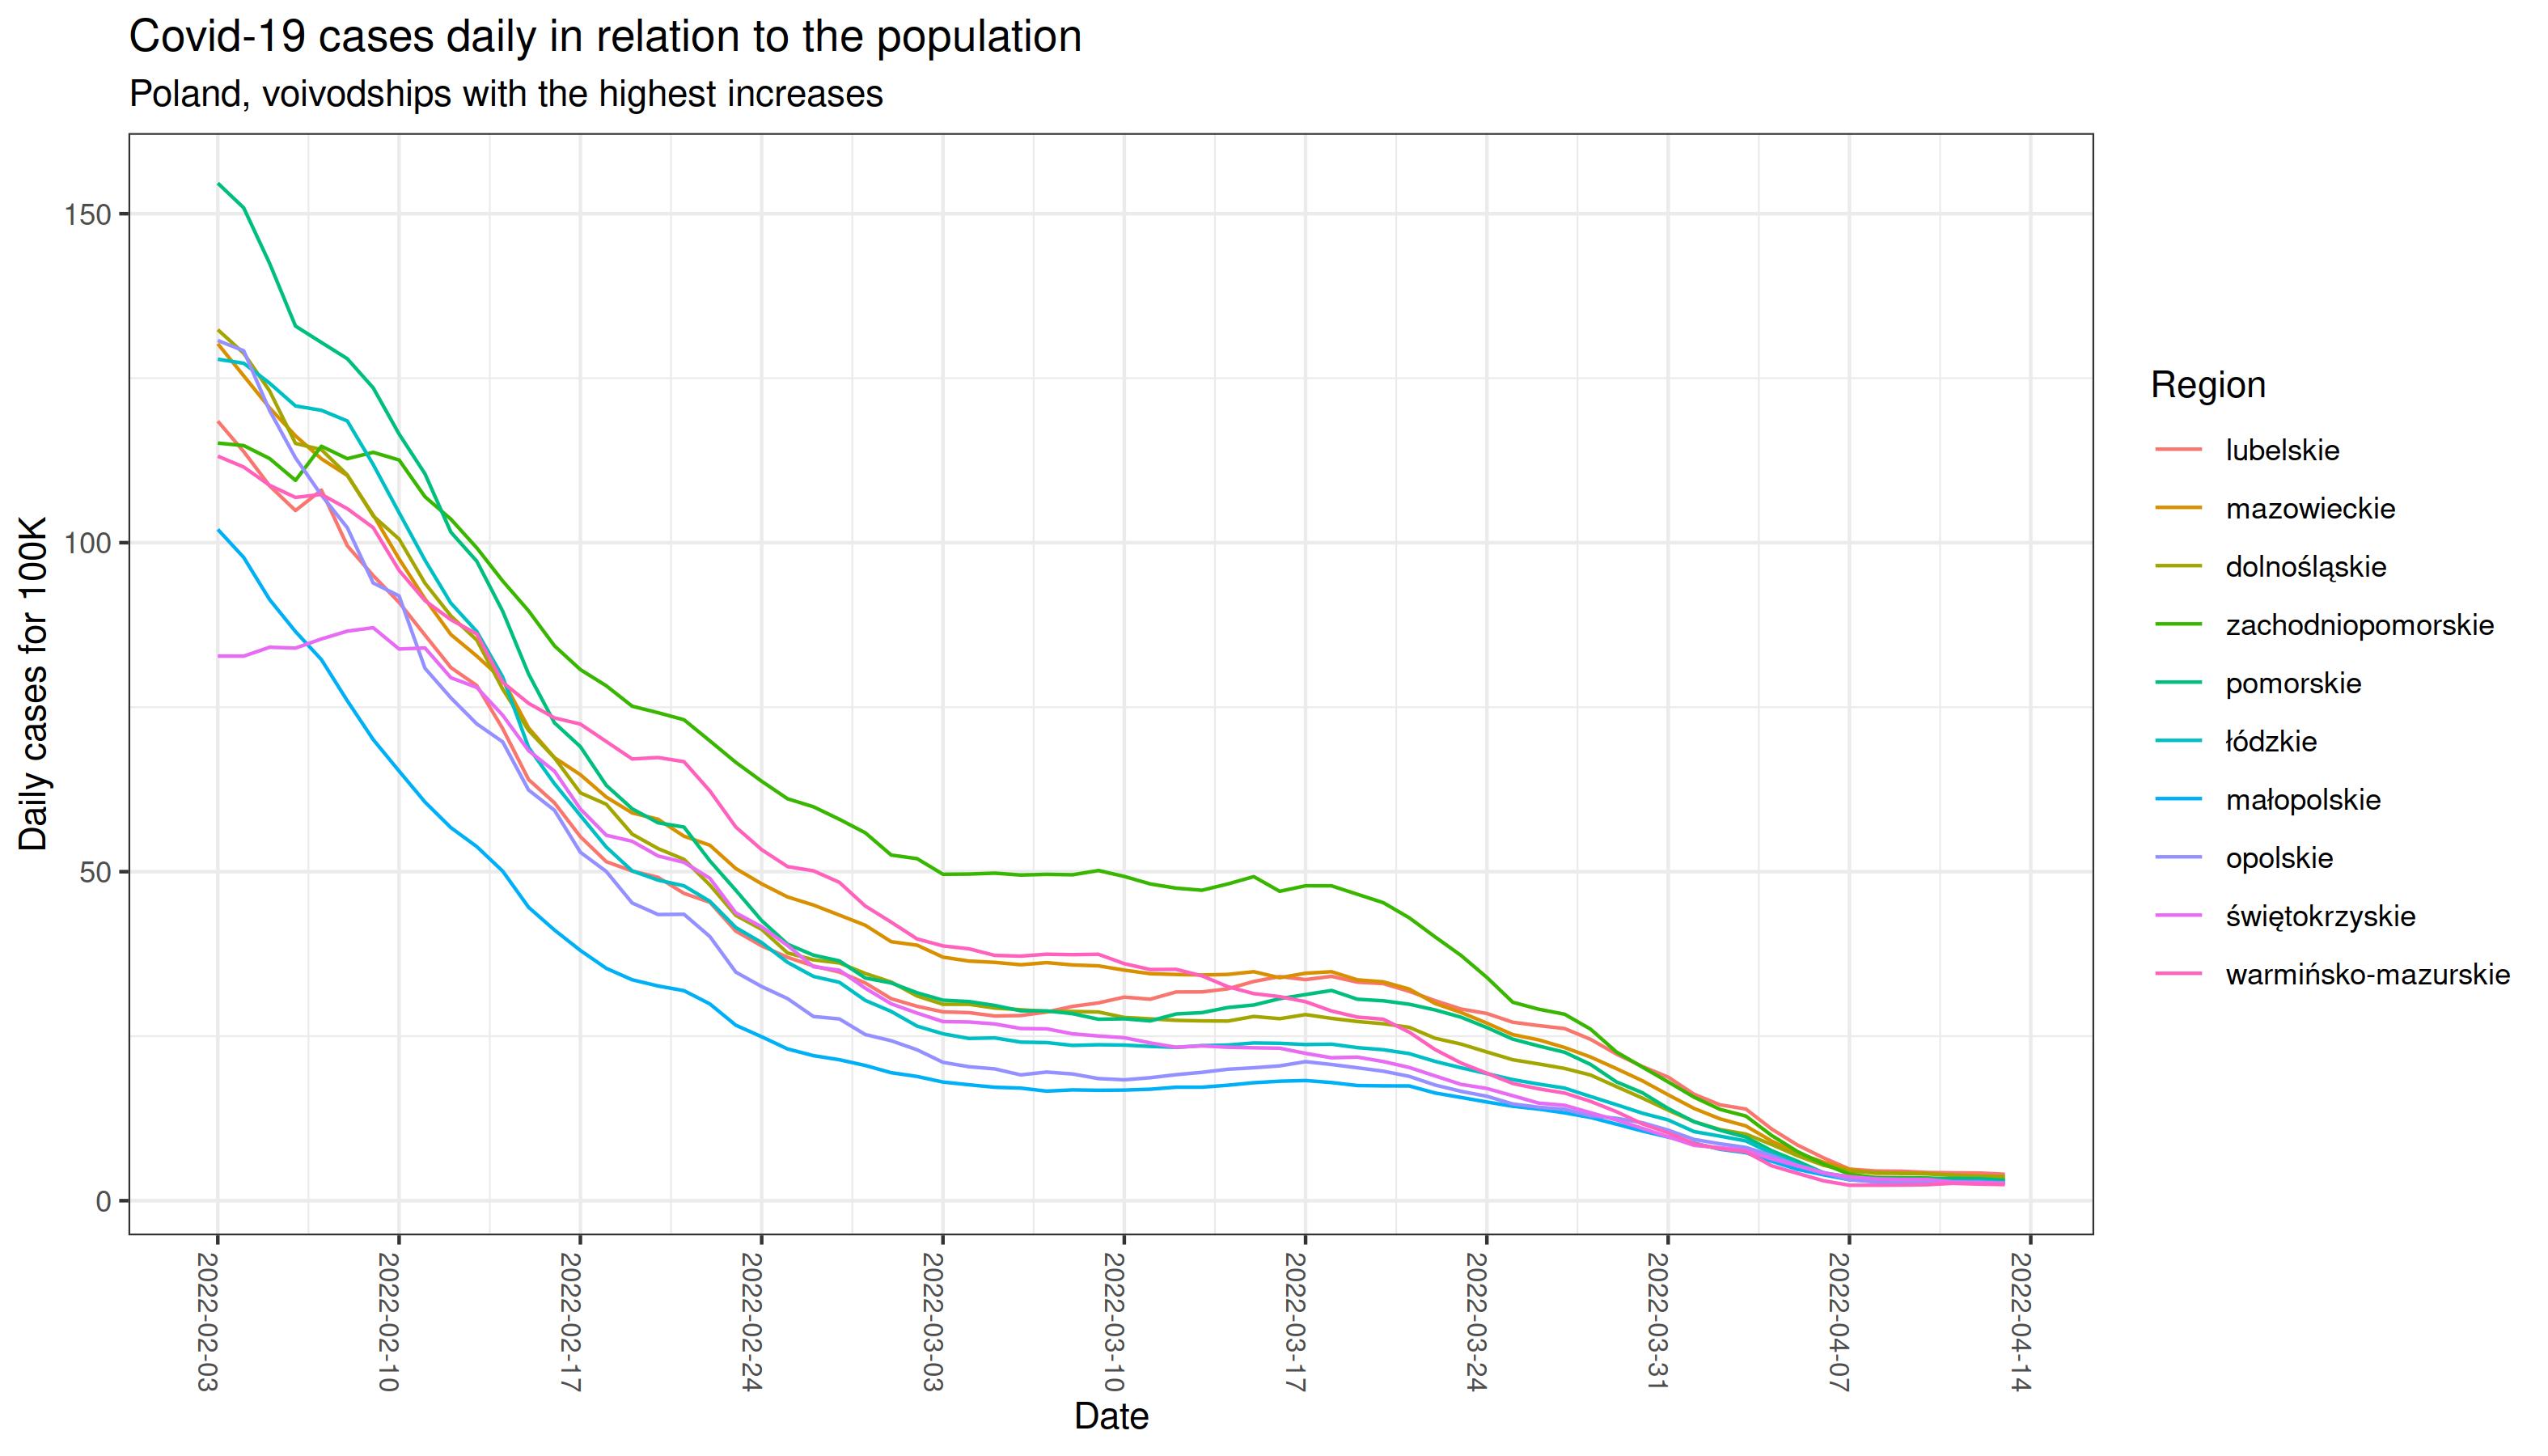 Covid-19 cases daily in relation to the population
Poland, voivodships with the highest increases
Daily cases for 100K
150
100
50
0
2022-02-03
2022-02-10
2022-02-17
2022-02-24
2022-03-03
2022-03-10
2022-03-17
2022-03-24
2022-03-31
2022-04-07
2022-04-14
Date
Region
lubelskie
mazowieckie
dolnośląskie
zachodniopomorskie
pomorskie
łódzkie
małopolskie
opolskie
świętokrzyskie
warmińsko-mazurskie